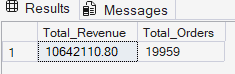 Results Messages
Total_Revenue Total_Orders
1 10642110.80 19959